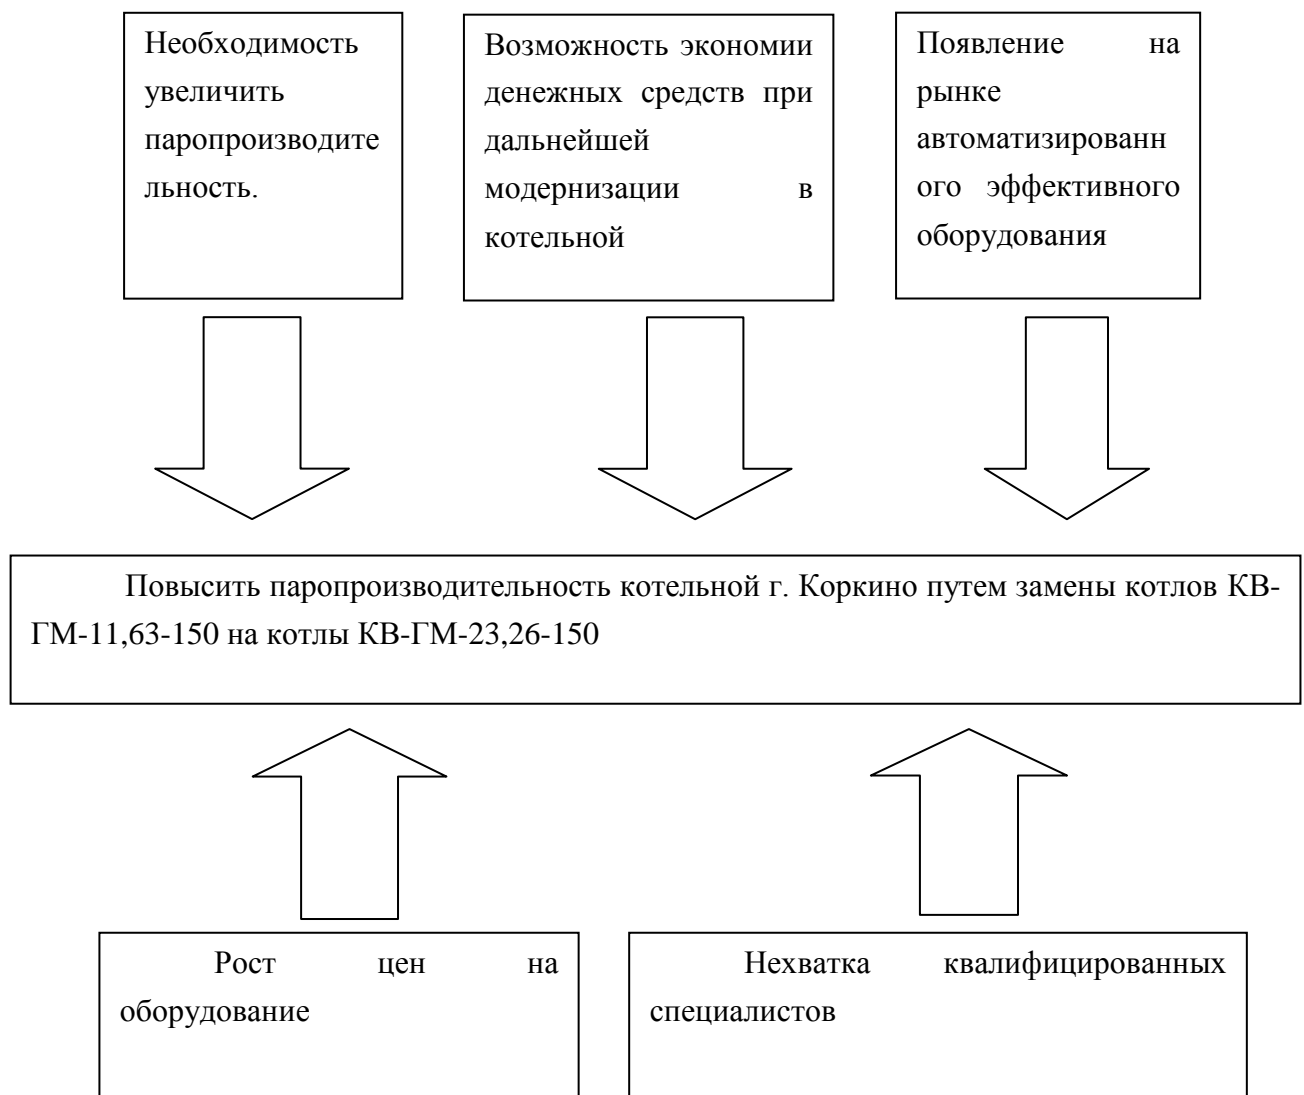 Необходимость
увеличить
паропроизводите
льность.
Возможность экономии
денежных средств при
дальнейшей
модернизации в
котельной
Появление на
рынке
автоматизированн
ого эффективного
оборудования
Повысить паропроизводительность котельной г. Коркино путем замены котлов КВ-
ГМ-11,63-150 на котлы КВ-ГМ-23,26-150
Рост цен на
оборудование
Нехватка квалифицированных
специалистов